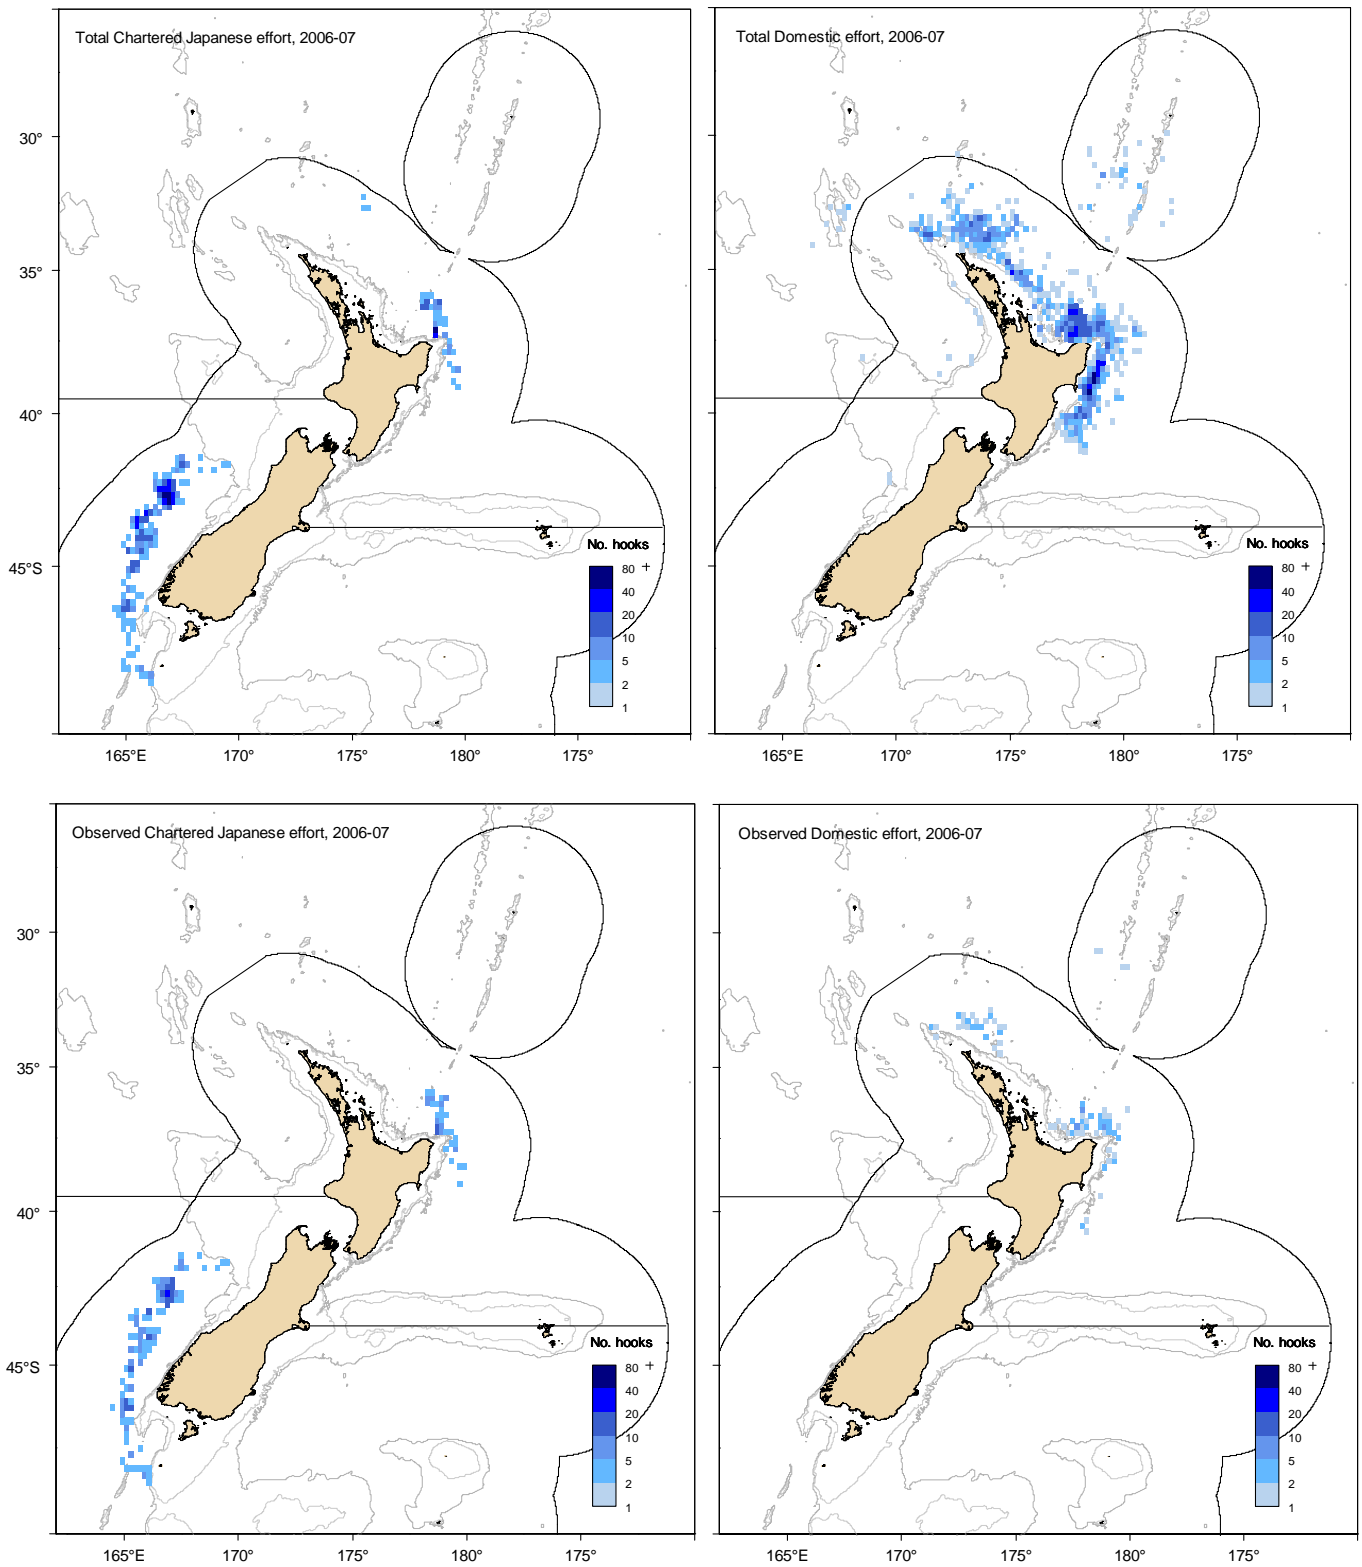 Total Chartered Japanese effort, 2006-07
30°
35°
40°
45°S
No. hooks
80 +
40
20
10
5
2
1
165°E 170° 175° 180° 175°
Total Domestic effort, 2006-07
No. hooks
80 +
40
20
10
5
2
1
165°E 170° 175° 180° 175°
Observed Chartered Japanese effort, 2006-07
30°
35°
40°
45°S
No. hooks
80 +
40
20
10
5
2
1
165°E 170° 175° 180° 175°
Observed Domestic effort, 2006-07
No. hooks
80 +
40
20
10
5
2
1
165°E 170° 175° 180° 175°